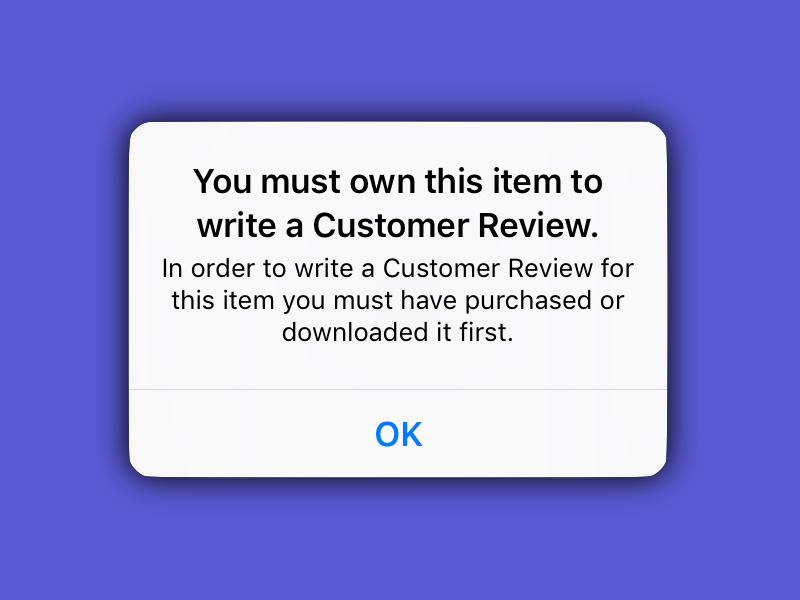 You must own this item to
write a Customer Review.
In order to write a Customer Review for
this item you must have purchased or
downloaded it first.
OK